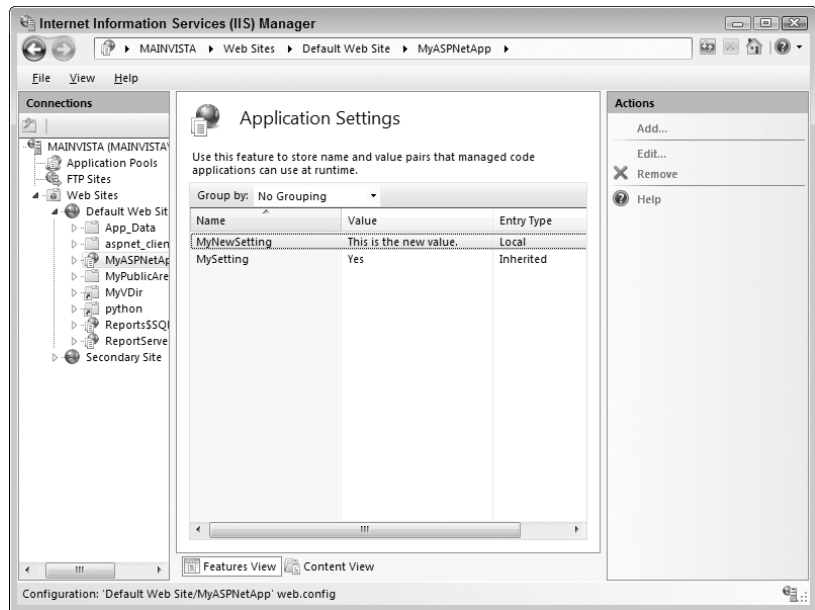 Internet Information Services (IIS) Manager
MAINVISTA Web Sites Default Web Site MyASPNetApp
File View Help
Connections
MAINVISTA (MAINVISTA\
Application Pools
FTP Sites
Web Sites
Default Web Sit
App_Data
aspnet_clien
MyASPNetAp
MyPublicAre
MyVDir
python
Reports$SQl
ReportServe
Secondary Site
Application Settings
Use this feature to store name and value pairs that managed code
applications can use at runtime.
Group by: No Grouping
Name Value Entry Type
MyNewSetting This is the new value. Local
MySetting Yes Inherited
Features View Content View
Actions
Add...
Edit...
Remove
Help
Configuration: 'Default Web Site/MyASPNetApp' web.config